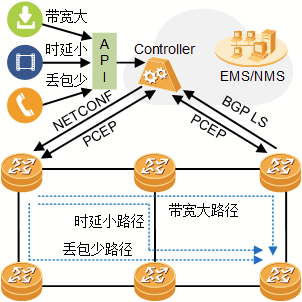 带宽大
时延小
丢包少
API
Controller
EMS/NMS
NETCONF
PCEP
BGP LS
PCEP
带宽大路径
时延小路径
丢包少路径